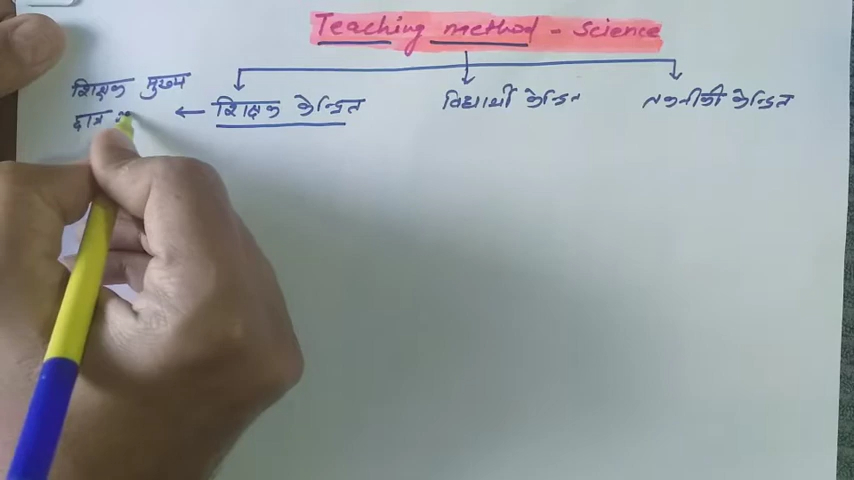 Teaching method - Science
शिक्षक केन्द्रित विद्यार्थी केन्द्रित तकनीकी केन्द्रित
शिक्षक मुख्य
छात्र